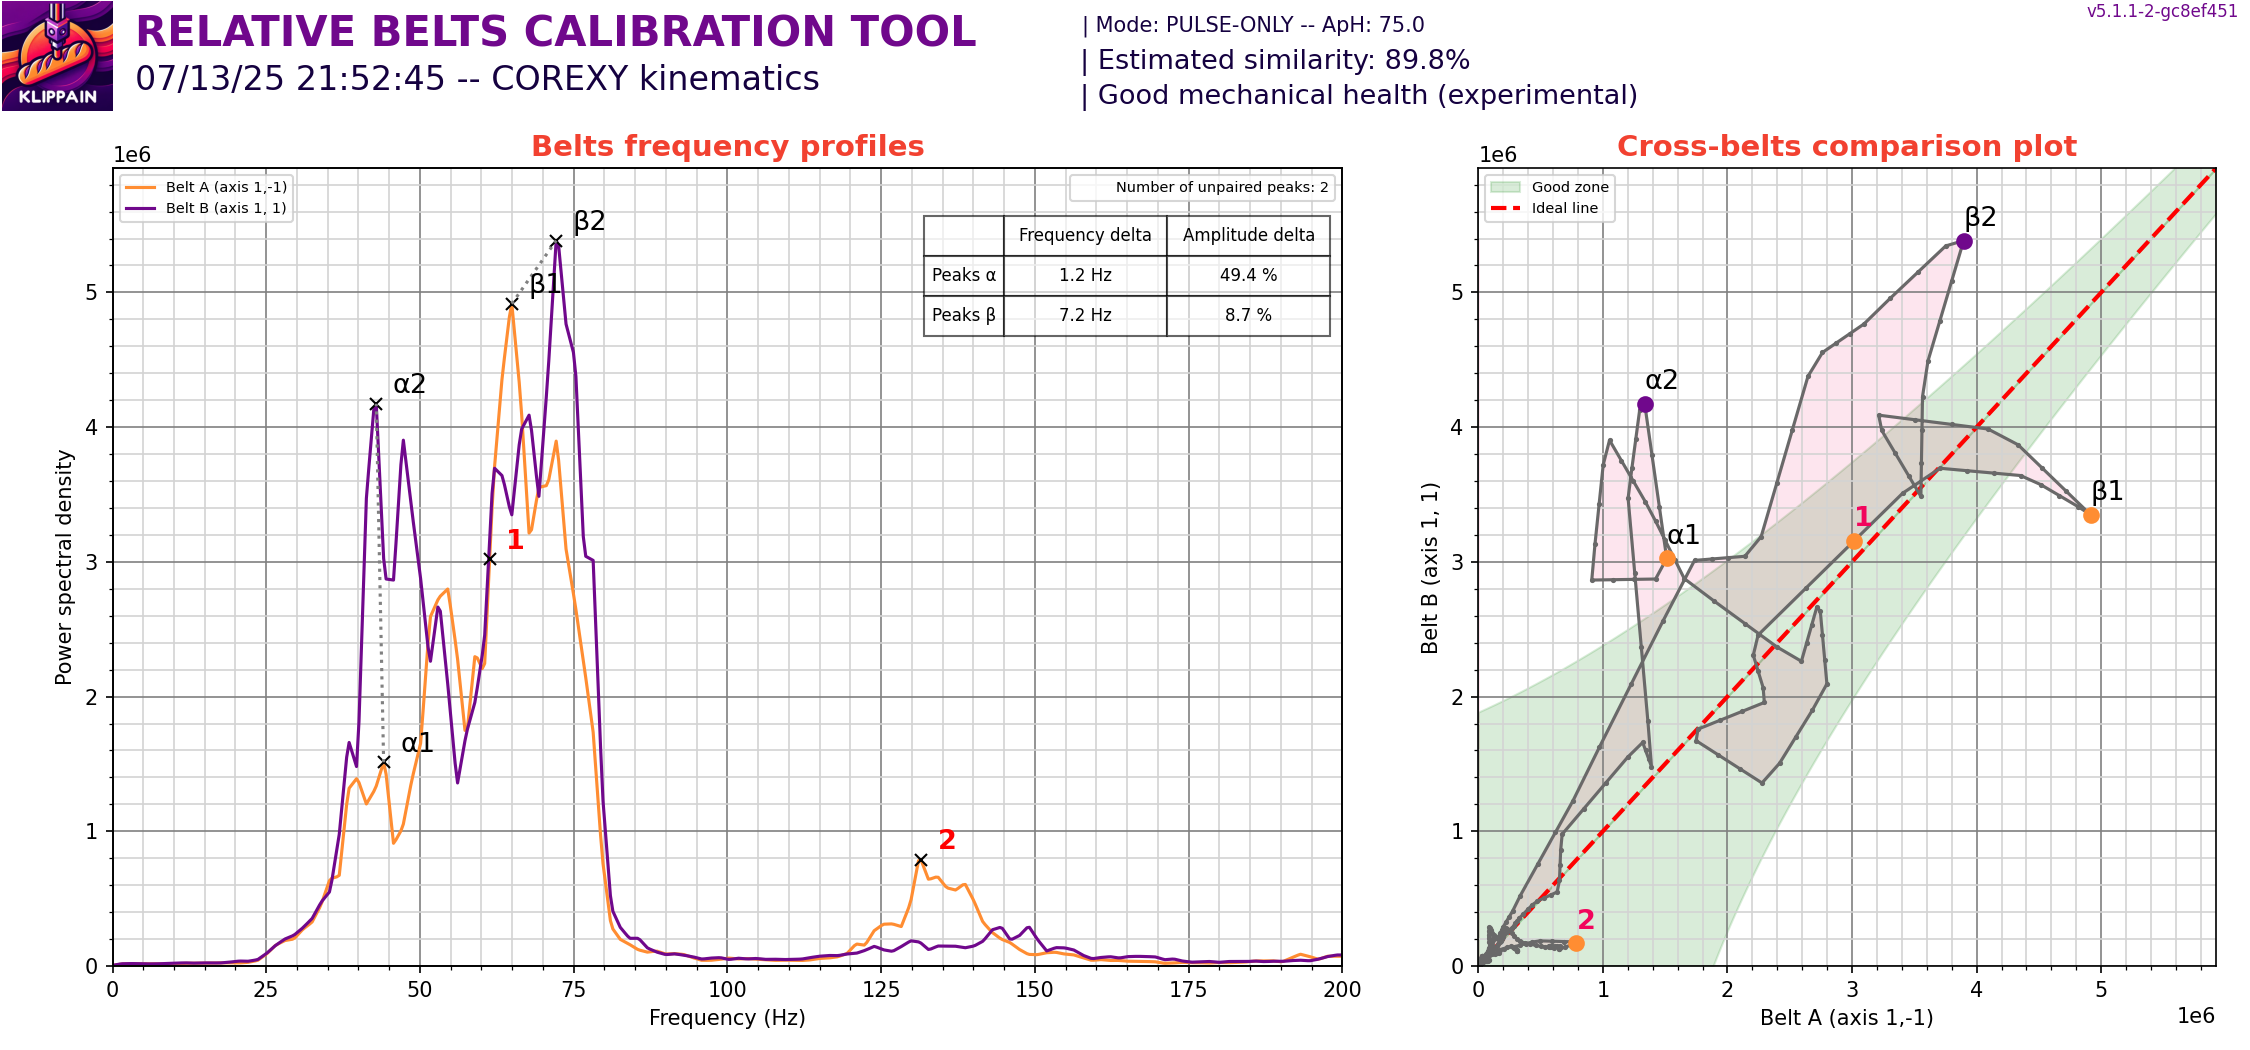 KLIPPAIN
RELATIVE BELTS CALIBRATION TOOL
07/13/25 21:52:45 -- COREXY kinematics
| Mode: PULSE-ONLY -- ApH: 75.0
| Estimated similarity: 89.8%
| Good mechanical health (experimental)
v5.1.1-2-gc8ef451
Belts frequency profiles
1e6
Belt A (axis 1,-1)
Belt B (axis 1, 1)
Number of unpaired peaks: 2
Frequency delta Amplitude delta
Peaks α 1.2 Hz 49.4 %
Peaks β 7.2 Hz 8.7 %
β2
β1
α2
1
α1
2
5
4
3
2
1
0
Power spectral density
0 25 50 75 100 125 150 175 200
Frequency (Hz)
Cross-belts comparison plot
1e6
Good zone
Ideal line
β2
α2
β1
1
α1
2
5
4
3
2
1
0
Belt B (axis 1, 1)
0 1 2 3 4 5
Belt A (axis 1,-1)
1e6